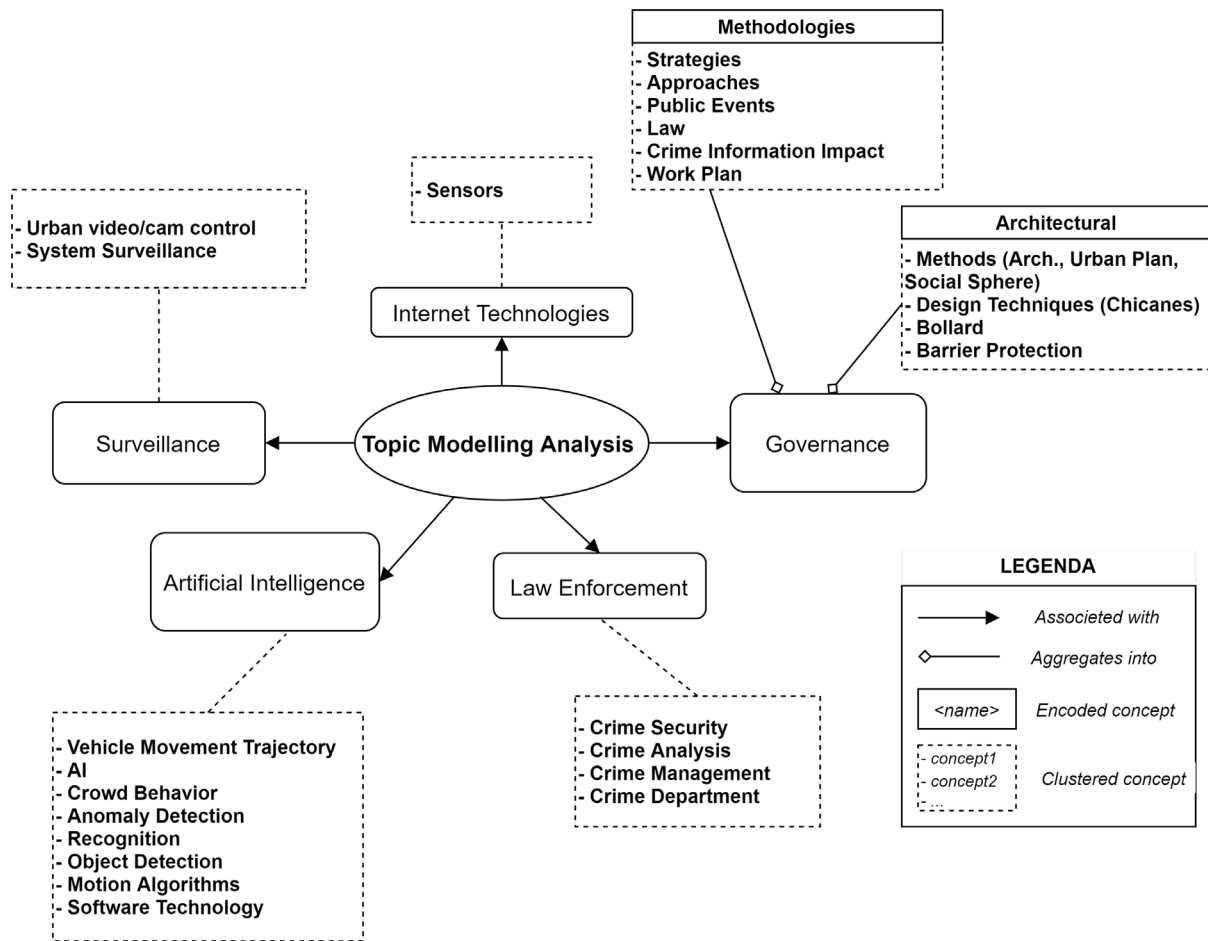 Methodologies
- Strategies
- Approaches
- Public Events
- Law
- Crime Information Impact
- Work Plan
- Sensors
- Urban video/cam control
- System Surveillance
Architectural
- Methods (Arch., Urban Plan,
Social Sphere)
- Design Techniques (Chicanes)
- Bollard
- Barrier Protection
Internet Technologies
Surveillance
Topic Modelling Analysis
Governance
Artificial Intelligence
Law Enforcement
- Vehicle Movement Trajectory
- AI
- Crowd Behavior
- Anomaly Detection
- Recognition
- Object Detection
- Motion Algorithms
- Software Technology
- Crime Security
- Crime Analysis
- Crime Management
- Crime Department
LEGENDA
Associeted with
Aggregates into
<name> Encoded concept
- concept1
- concept2
- ...
Clustered concept